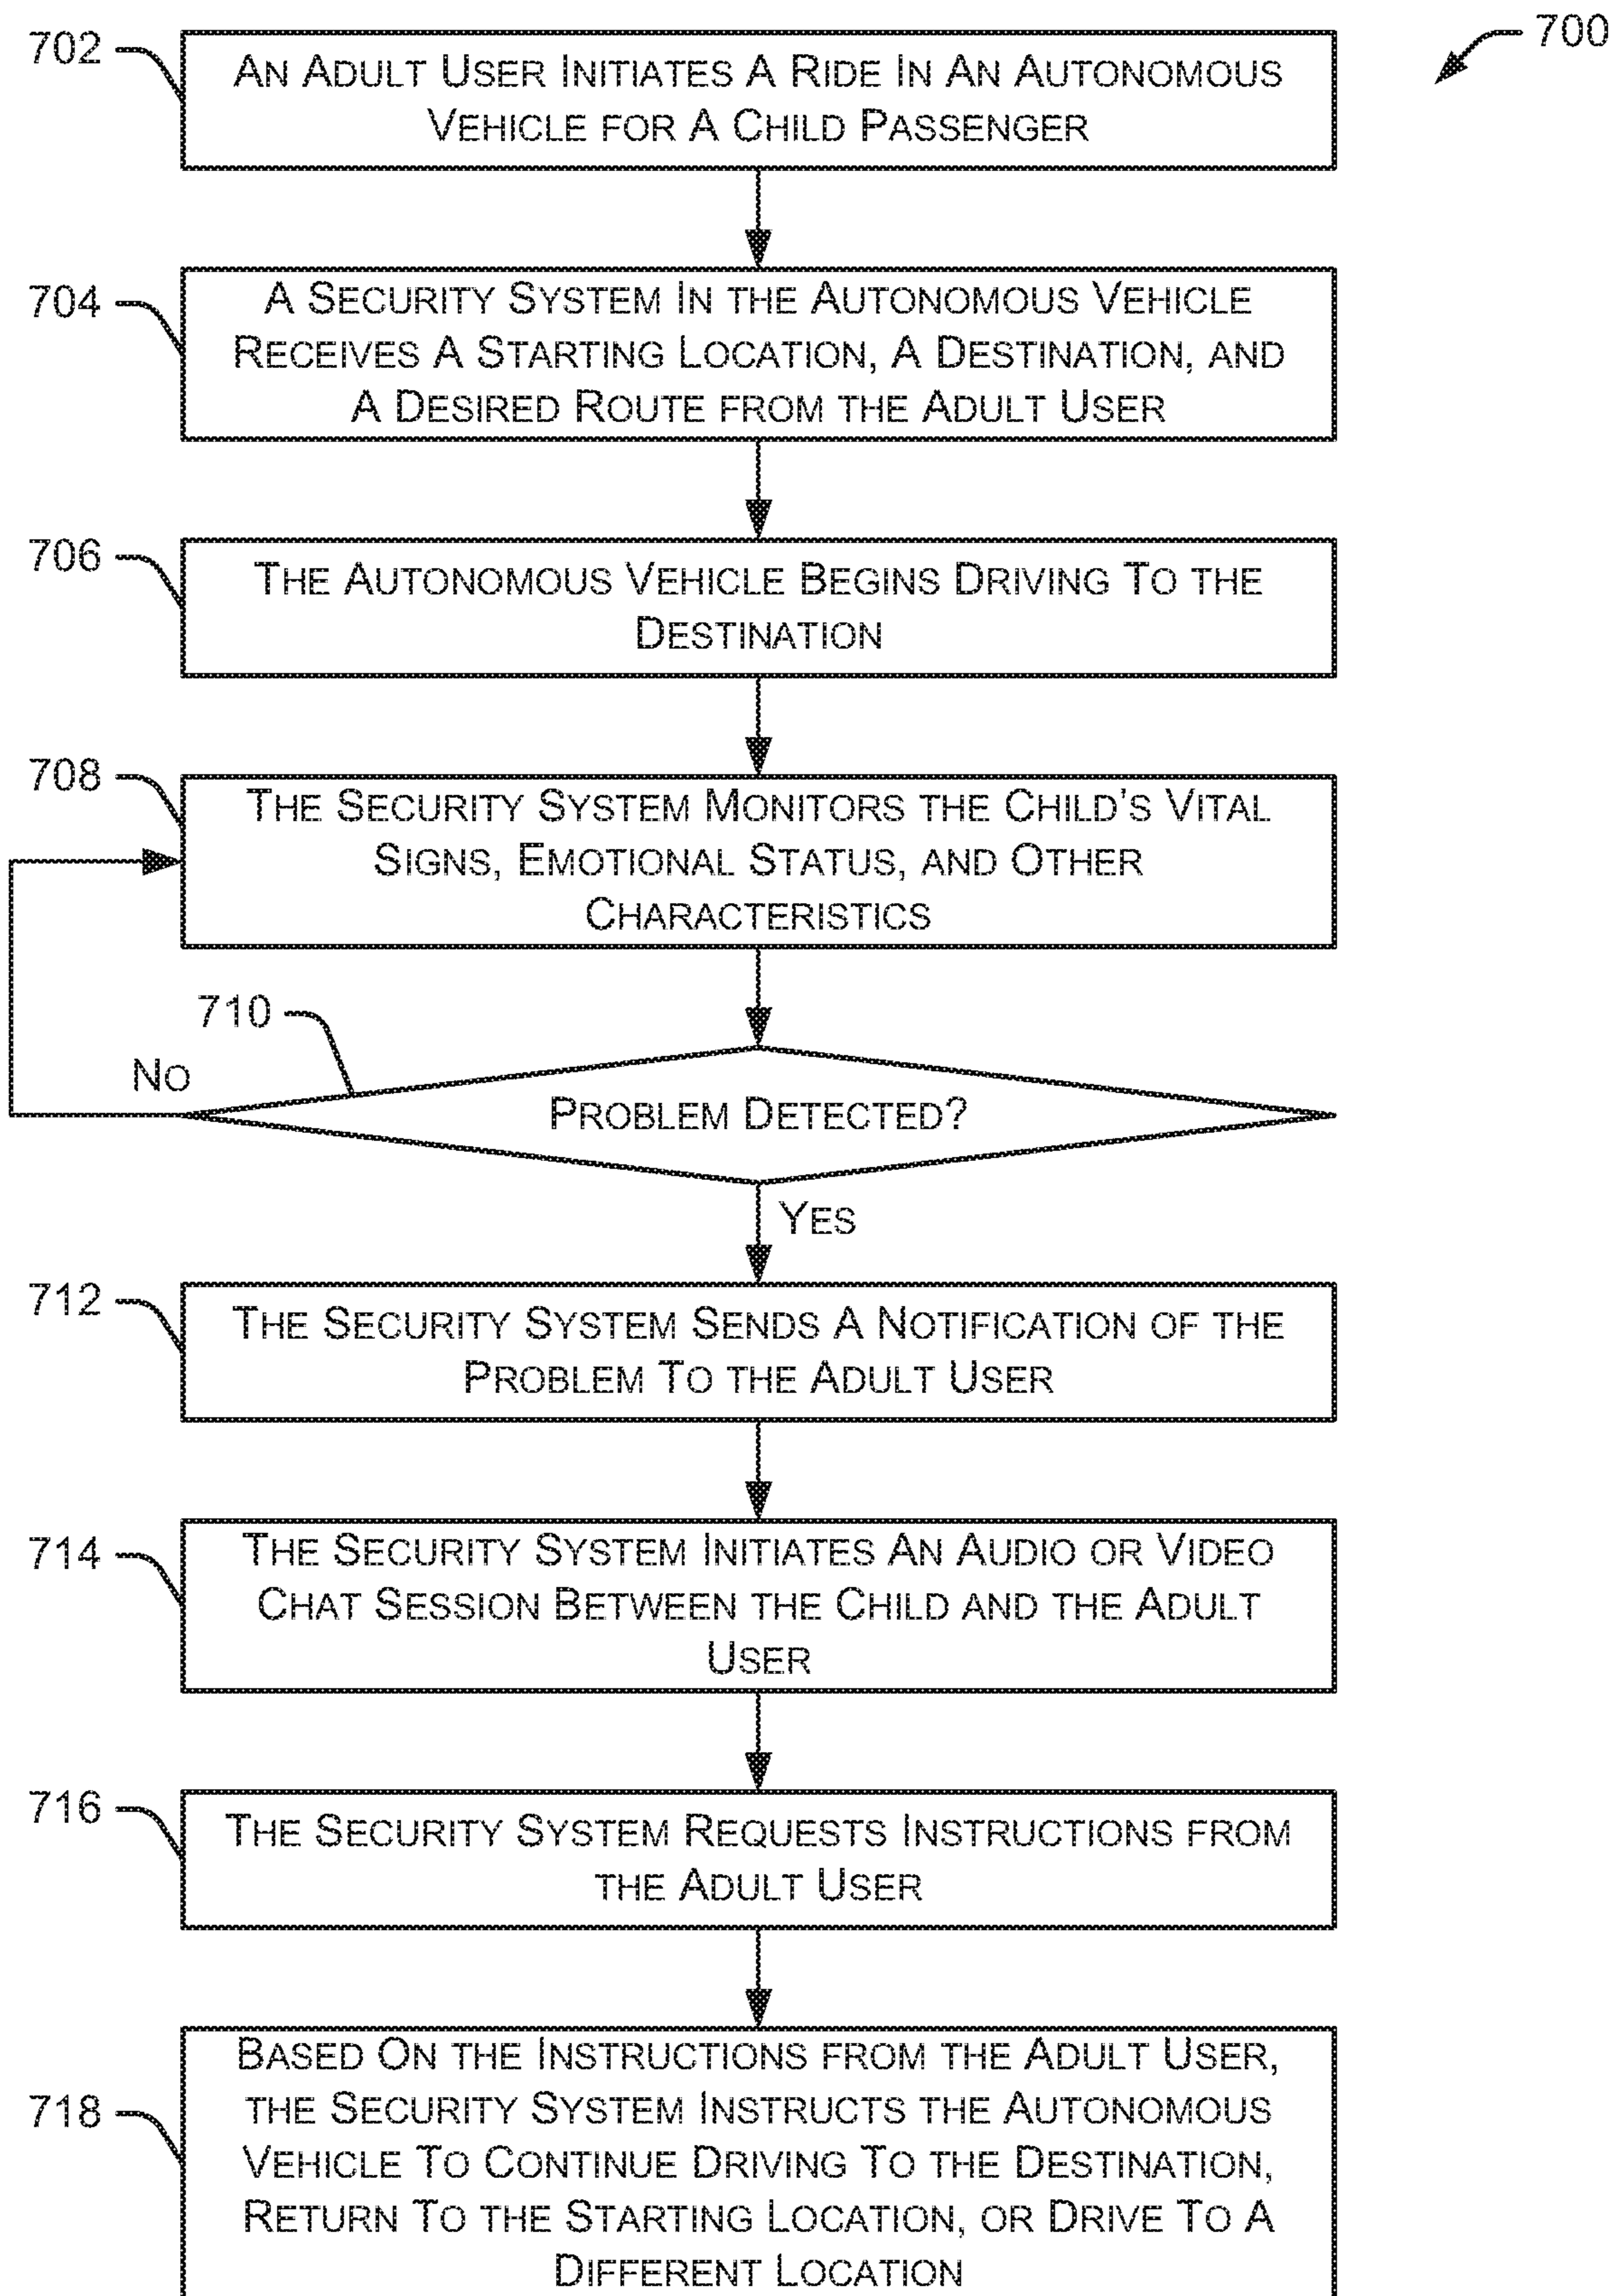 700
702
AN ADULT USER INITIATES A RIDE IN AN AUTONOMOUS
VEHICLE FOR A CHILD PASSENGER
704
A SECURITY SYSTEM IN THE AUTONOMOUS VEHICLE
RECEIVES A STARTING LOCATION, A DESTINATION, AND
A DESIRED ROUTE FROM THE ADULT USER
706
THE AUTONOMOUS VEHICLE BEGINS DRIVING TO THE
DESTINATION
708
THE SECURITY SYSTEM MONITORS THE CHILD'S VITAL
SIGNS, EMOTIONAL STATUS, AND OTHER
CHARACTERISTICS
710
NO
PROBLEM DETECTED?
YES
712
THE SECURITY SYSTEM SENDS A NOTIFICATION OF THE
PROBLEM TO THE ADULT USER
714
THE SECURITY SYSTEM INITIATES AN AUDIO OR VIDEO
CHAT SESSION BETWEEN THE CHILD AND THE ADULT
USER
716
THE SECURITY SYSTEM REQUESTS INSTRUCTIONS FROM
THE ADULT USER
718
BASED ON THE INSTRUCTIONS FROM THE ADULT USER,
THE SECURITY SYSTEM INSTRUCTS THE AUTONOMOUS
VEHICLE TO CONTINUE DRIVING TO THE DESTINATION,
RETURN TO THE STARTING LOCATION, OR DRIVE TO A
DIFFERENT LOCATION